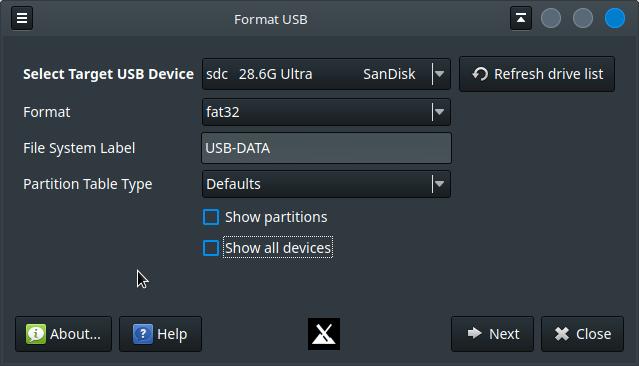 Format USB
Select Target USB Device sdc 28.6G Ultra SanDisk Refresh drive list
Format fat32
File System Label USB-DATA
Partition Table Type Defaults
Show partitions
Show all devices
About... Help Next Close